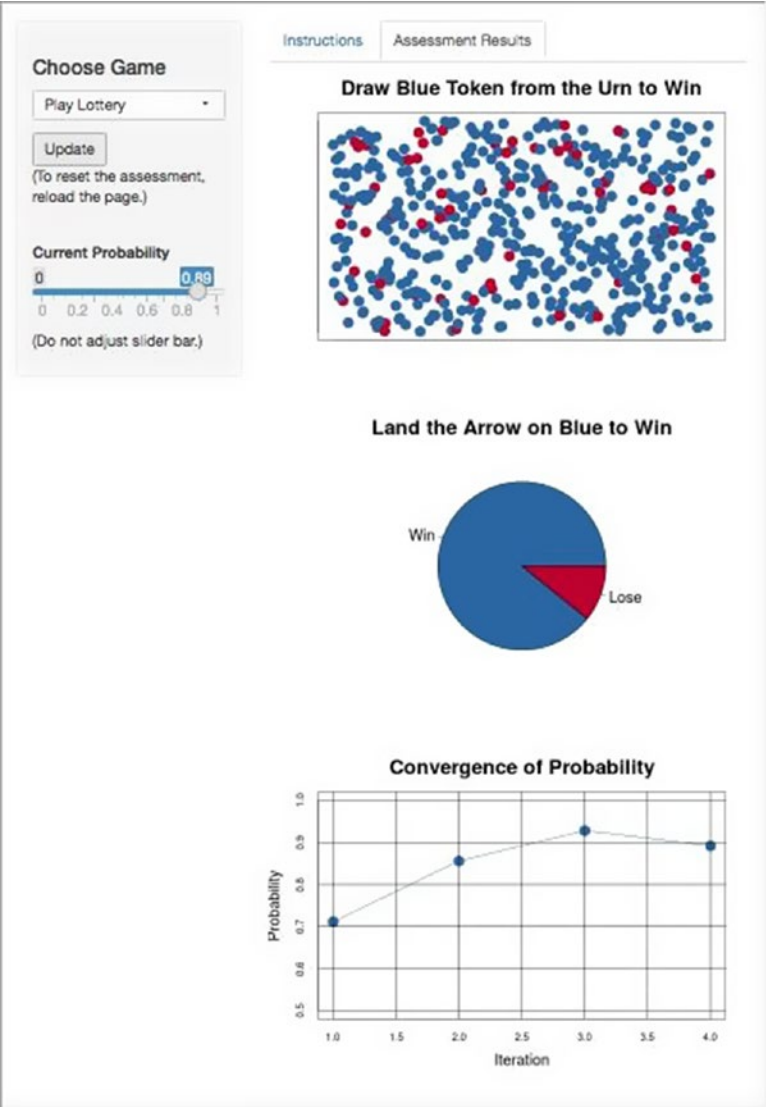 Choose Game
Play Lottery
Update
(To reset the assessment,
reload the page.)
Current Probability
0
0.89
0 0.2 0.4 0.6 0.8 1
(Do not adjust slider bar.)
Instructions
Assessment Results
Draw Blue Token from the Urn to Win
Land the Arrow on Blue to Win
Win
Lose
Convergence of Probability
Probability
1.0
0.9
0.8
0.7
0.6
0.5
1.0 1.5 2.0 2.5 3.0 3.5 4.0
Iteration